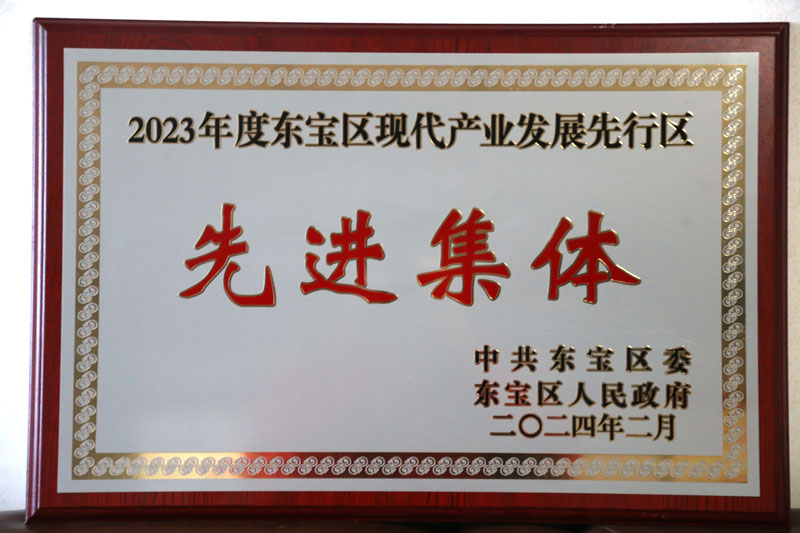 2023年度东宝区现代产业发展先行区
先进集体
中共东宝区委
东宝区人民政府
二〇二四年二月